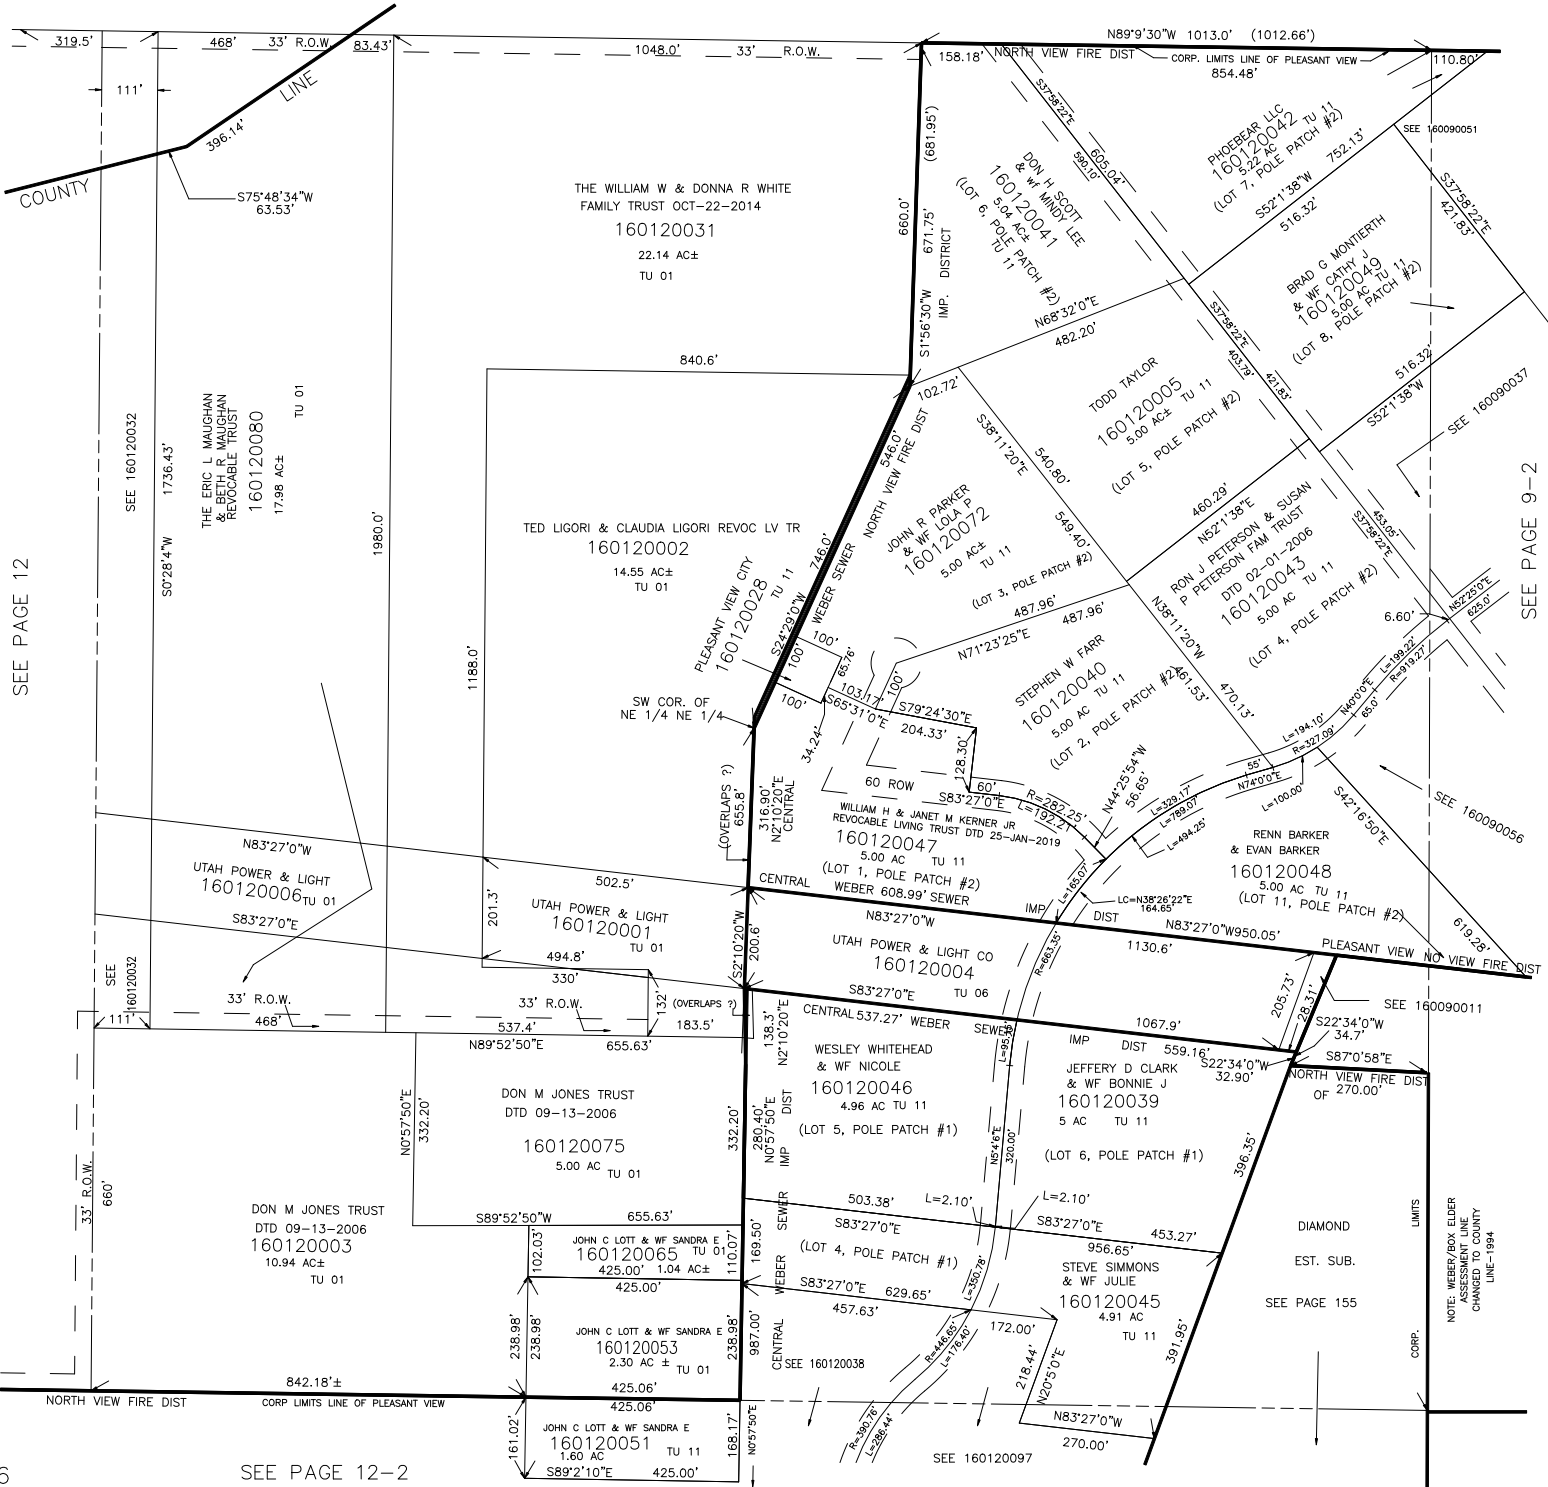 319.5'
468'
33' R.O.W.
83.43'
1048.0'
33' R.O.W.
N89°9'30"W 1013.0' (1012.66')
158.18'
NORTH VIEW FIRE DIST
CORP. LIMITS LINE OF PLEASANT VIEW
854.48'
110.80'
111'
LINE
396.14'
COUNTY
S75°48'34"W
63.53'
THE WILLIAM W & DONNA R WHITE
FAMILY TRUST OCT-22-2014
160120031
22.14 AC±
TU 01
660.0'
(681.95')
671.75'
S1°56'30"W
IMP. DISTRICT
S37°58'22"E
590.10'
605.04'
DON H SCOTT
& wf MINDY LEE
160120041
5.04 AC±
TU 11
(LOT 6, POLE PATCH #2)
PHOEBEAR LLC
160120042
5.22 AC TU 11
(LOT 7, POLE PATCH #2)
752.13'
S52°1'38"W
516.32'
SEE 160090051
S37°58'22"E
421.83'
BRAD G MONTIERTH
& WF CATHY J
160120049
5.00 AC TU 11
(LOT 8, POLE PATCH #2)
N68°32'0"E
482.20'
S37°58'22"E
403.79'
421.83'
516.32'
S52°1'38"W
SEE 160090037
SEE PAGE 9-2
SEE PAGE 12
SEE 160120032
1736.43'
S0°28'4"W
THE ERIC L MAUGHAN
& BETH R MAUGHAN
REVOCABLE TRUST
160120080
17.98 AC±
TU 01
1980.0'
840.6'
102.72'
TODD TAYLOR
160120005
5.00 AC± TU 11
(LOT 5, POLE PATCH #2)
S38°11'20"E
540.80'
549.40'
460.29'
N52°1'38"E
TED LIGORI & CLAUDIA LIGORI REVOC LV TR
160120002
14.55 AC±
TU 01
546.0'
746.0'
S24°29'0"W
WEBER SEWER
NORTH VIEW FIRE DIST
JOHN R PARKER
& WF LOLA P
160120072
5.00 AC±
TU 11
(LOT 3, POLE PATCH #2)
RON J PETERSON & SUSAN
P PETERSON FAM TRUST
DTD 02-01-2006
160120043
5.00 AC TU 11
(LOT 4, POLE PATCH #2)
453.05'
S37°58'22"E
N52°25'0"E
625.0'
6.60'
PLEASANT VIEW CITY
160120028
TU 11
100'
100'
65.76'
100'
34.24'
103.17'
S65°31'0"E
100'
487.96'
487.96'
N71°23'25"E
N38°11'20"W
461.53'
470.13'
1188.0'
SW COR. OF
NE 1/4 NE 1/4
S79°24'30"E
204.33'
STEPHEN W FARR
160120040
5.00 AC TU 11
(LOT 2, POLE PATCH #2)
L=199.22'
R=919.27'
N40°0'0"E
65.0'
L=194.10'
R=327.09'
128.30'
60 ROW
60'
S83°27'0"E
R=282.25'
L=192.21'
N44°25'54"W
56.65'
L=329.17'
L=789.07'
L=494.25'
55'
N74°0'0"E
L=100.00'
S42°16'50"E
SEE 160090056
(OVERLAPS ?)
655.8'
316.90'
N2°10'20"E
CENTRAL
WILLIAM H & JANET M KERNER JR
REVOCABLE LIVING TRUST DTD 25-JAN-2019
160120047
5.00 AC TU 11
(LOT 1, POLE PATCH #2)
RENN BARKER
& EVAN BARKER
160120048
5.00 AC TU 11
(LOT 11, POLE PATCH #2)
619.28'
N83°27'0"W
UTAH POWER & LIGHT
160120006 TU 01
S83°27'0"E
502.5'
201.3'
UTAH POWER & LIGHT
160120001
TU 01
494.8'
CENTRAL WEBER 608.99' SEWER
N83°27'0"W
IMP DIST
L=165.07'
LC=N38°26'22"E
164.65'
N83°27'0"W 950.05'
1130.6'
PLEASANT VIEW NO VIEW FIRE DIST
S2°10'20"W
200.6'
UTAH POWER & LIGHT CO
160120004
TU 06
S83°27'0"E
R=663.35'
205.73'
28.31'
SEE 160090011
SEE
160120032
33' R.O.W.
111'
468'
330'
33' R.O.W.
132'
(OVERLAPS ?)
183.5'
537.4'
N89°52'50"E
655.63'
138.3'
N2°10'20"E
CENTRAL 537.27' WEBER SEWER
L=95.15'
1067.9'
IMP DIST 559.16'
S22°34'0"W
34.7'
S22°34'0"W
32.90'
S87°0'58"E
NORTH VIEW FIRE DIST
OF 270.00'
WESLEY WHITEHEAD
& WF NICOLE
160120046
4.96 AC TU 11
(LOT 5, POLE PATCH #1)
JEFFERY D CLARK
& WF BONNIE J
160120039
5 AC TU 11
(LOT 6, POLE PATCH #1)
N0°57'50"E
332.20'
DON M JONES TRUST
DTD 09-13-2006
160120075
5.00 AC
TU 01
332.20'
280.40'
N0°57'50"E
IMP DIST
N5°4'6"E
320.00'
396.35'
33' R.O.W.
660'
DON M JONES TRUST
DTD 09-13-2006
160120003
10.94 AC±
TU 01
S89°52'50"W
655.63'
503.38'
S83°27'0"E
L=2.10'
L=2.10'
S83°27'0"E
453.27'
956.65'
102.03'
JOHN C LOTT & WF SANDRA E
160120065 TU 01
425.00' 1.04 AC±
425.00'
110.07'
169.50'
WEBER SEWER
(LOT 4, POLE PATCH #1)
S83°27'0"E
629.65'
457.63'
L=350.78'
STEVE SIMMONS
& WF JULIE
160120045
4.91 AC
TU 11
DIAMOND
EST. SUB.
SEE PAGE 155
CORP. LIMITS
NOTE: WEBER/BOX ELDER
ASSESSMENT LINE
CHANGED TO COUNTY
LINE-1994
238.98'
238.98'
JOHN C LOTT & WF SANDRA E
160120053
2.30 AC ±
TU 01
238.98'
987.00'
CENTRAL
SEE 160120038
172.00'
R=446.65'
L=176.40'
218.44'
N20°5'0"E
391.95'
842.18'±
425.06'
NORTH VIEW FIRE DIST
CORP LIMITS LINE OF PLEASANT VIEW
425.06'
161.02'
JOHN C LOTT & WF SANDRA E
160120051
TU 11
1.60 AC
S89°2'10"E
425.00'
168.17'
N0°57'50"E
R=390.76'
L=286.44'
N83°27'0"W
270.00'
SEE 160120097
6
SEE PAGE 12-2